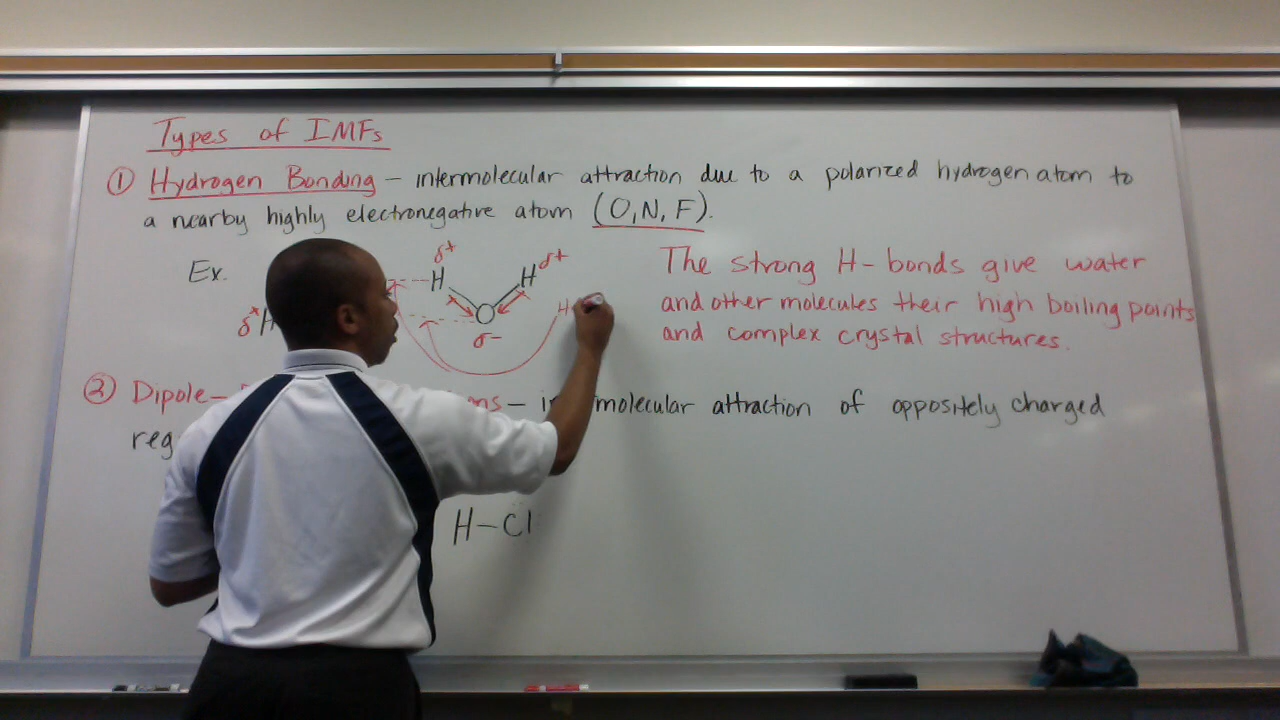 Types of IMFs
① Hydrogen Bonding – intermolecular attraction due to a polarized hydrogen atom to
a nearby highly electronegative atom (O, N, F).
Ex.
δ+
H
H
δ+
O
δ-
δ+
H
H
The strong H-bonds give water
and other molecules their high boiling points
and complex crystal structures.
② Dipole- – molecular attraction of oppositely charged
H-Cl